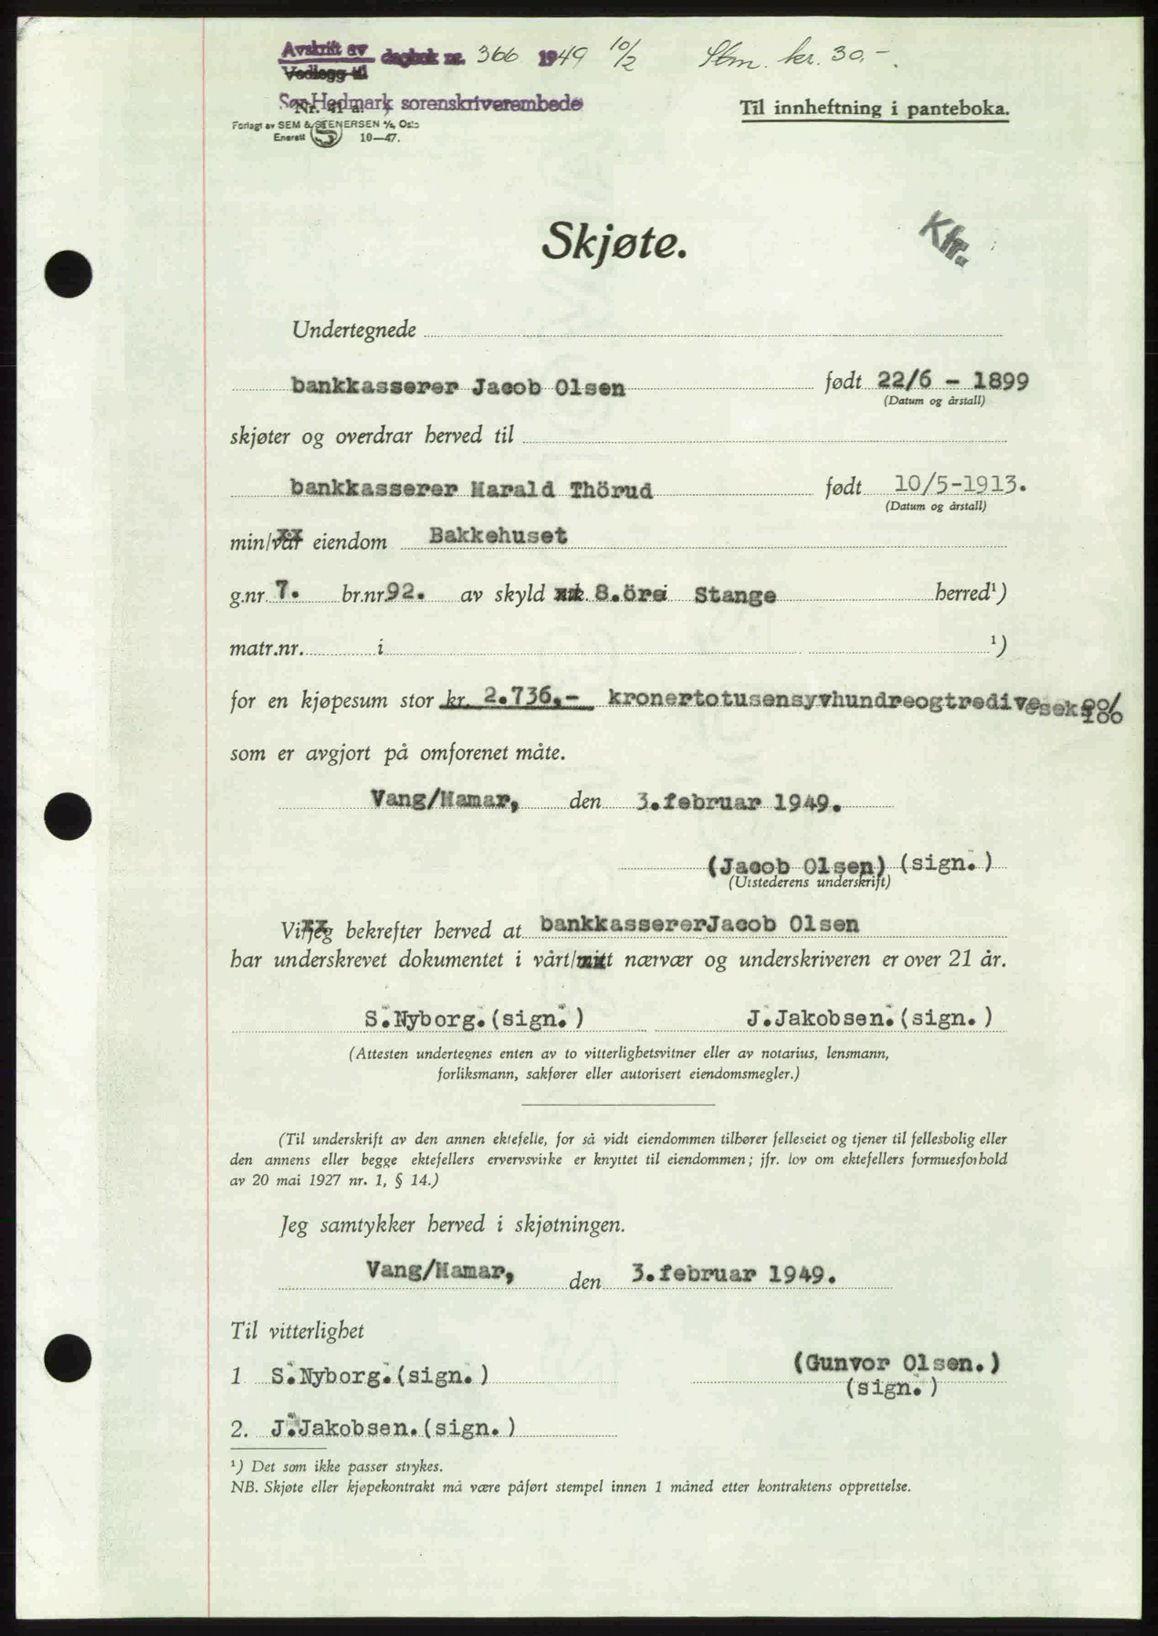 Avskrift av
Vedlegg til
dagbok nr. 366 1949 10/2 Stm. kr. 30.-.
Sør-Hedmark sorenskriverembede
Nr. 41 a.
Til innheftning i panteboka.
Forlagt av SEM & STENERSEN A/S, Oslo
Enerett S 10—47.
Skjøte.
Kfr.
Undertegnede
bankkasserer Jacob Olsen født 22/6 - 1899
(Datum og årstall)
skjøter og overdrar herved til
bankkasserer Harald Thörud født 10/5-1913.
(Datum og årstall)
min/vår eiendom Bakkehuset
g.nr. 7. br.nr. 92. av skyld mk. 8.öre i Stange herred¹)
matr.nr. i ¹)
for en kjøpesum stor kr. 2.736,- kronertotusensyvhundreogtrediveseks 00/100
som er avgjort på omforenet måte.
Vang/Hamar, den 3.februar 1949.
(Jacob Olsen) (sign.)
(Utstederens underskrift)
Vi/jeg bekrefter herved at bankkassererJacob Olsen
har underskrevet dokumentet i vårt/mitt nærvær og underskriveren er over 21 år.
S.Nyborg.(sign.) J.Jakobsen.(sign.)
(Attesten undertegnes enten av to vitterlighetsvitner eller av notarius, lensmann,
forliksmann, sakfører eller autorisert eiendomsmegler.)
(Til underskrift av den annen ektefelle, for så vidt eiendommen tilhører felleseiet og tjener til fellesbolig eller
den annens eller begge ektefellers ervervsvirke er knyttet til eiendommen; jfr. lov om ektefellers formuesforhold
av 20 mai 1927 nr. 1, § 14.)
Jeg samtykker herved i skjøtningen.
Vang/Hamar, den 3.februar 1949.
Til vitterlighet
(Gunvor Olsen.)
1 S.Nyborg.(sign.)
(sign.)
2. J.Jakobsen.(sign.)
¹) Det som ikke passer strykes.
NB. Skjøte eller kjøpekontrakt må være påført stempel innen 1 måned etter kontraktens opprettelse.